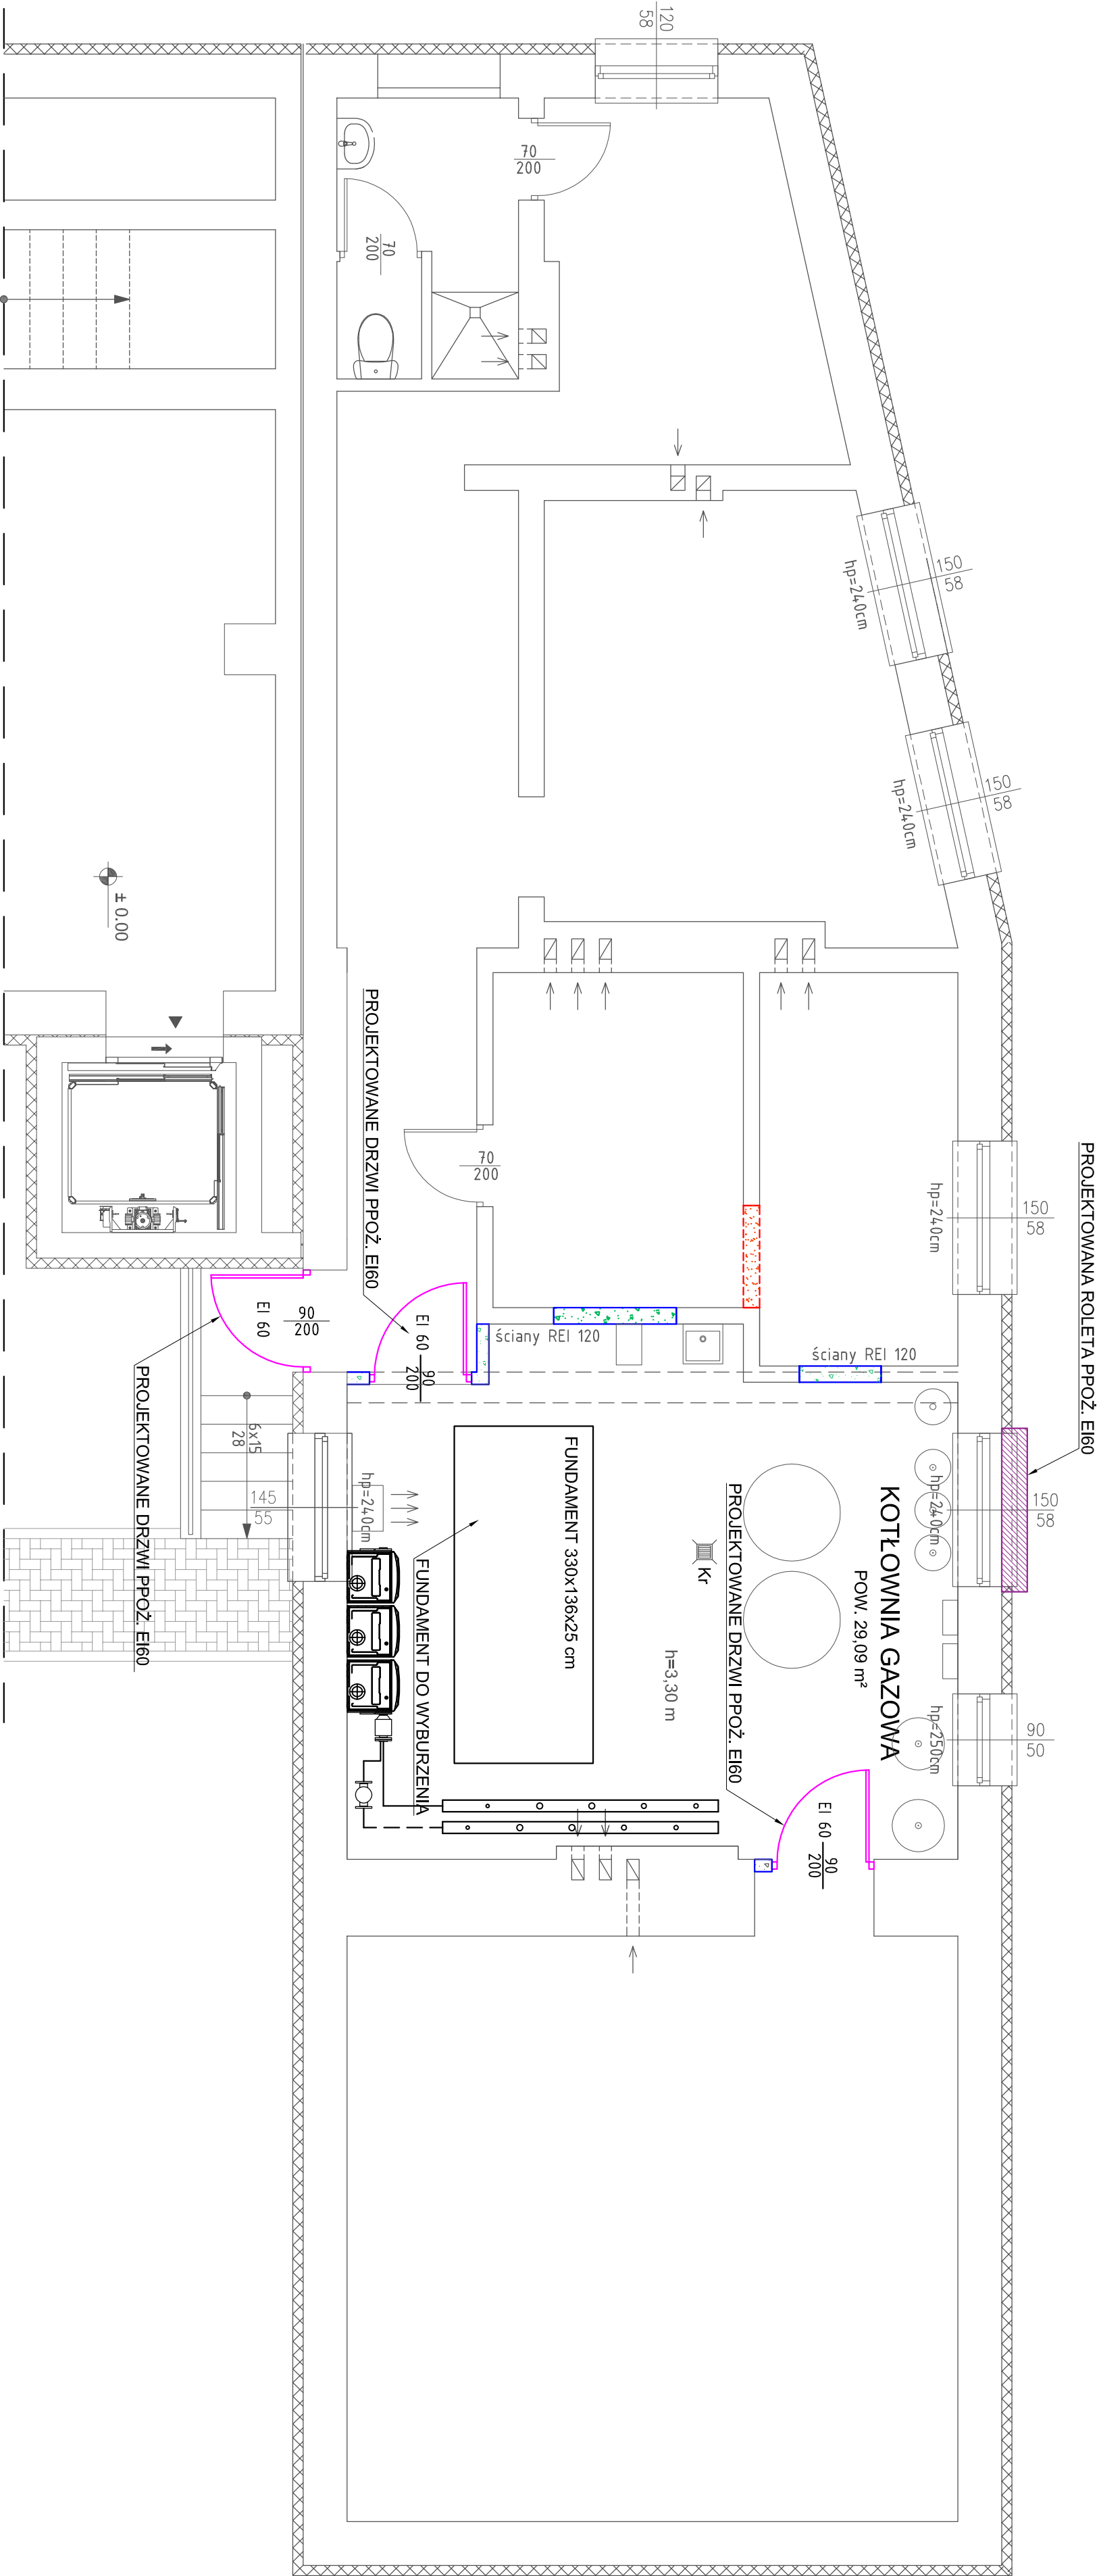 120
58
70
200
70
200
150
58
hp=240cm
150
58
hp=240cm
± 0.00
PROJEKTOWANE DRZWI PPOŻ. EI60
70
200
hp=240cm
150
58
PROJEKTOWANA ROLETA PPOŻ. EI60
EI 60
90
200
EI 60
90
200
ściany REI 120
ściany REI 120
PROJEKTOWANE DRZWI PPOŻ. EI60
6x15
28
145
55
hp=240cm
FUNDAMENT 330x136x25 cm
FUNDAMENT DO WYBURZENIA
PROJEKTOWANE DRZWI PPOŻ. EI60
Kr
h=3,30 m
KOTŁOWNIA GAZOWA
POW. 29,09 m²
hp=240cm
150
58
hp=250cm
90
50
EI 60
90
200